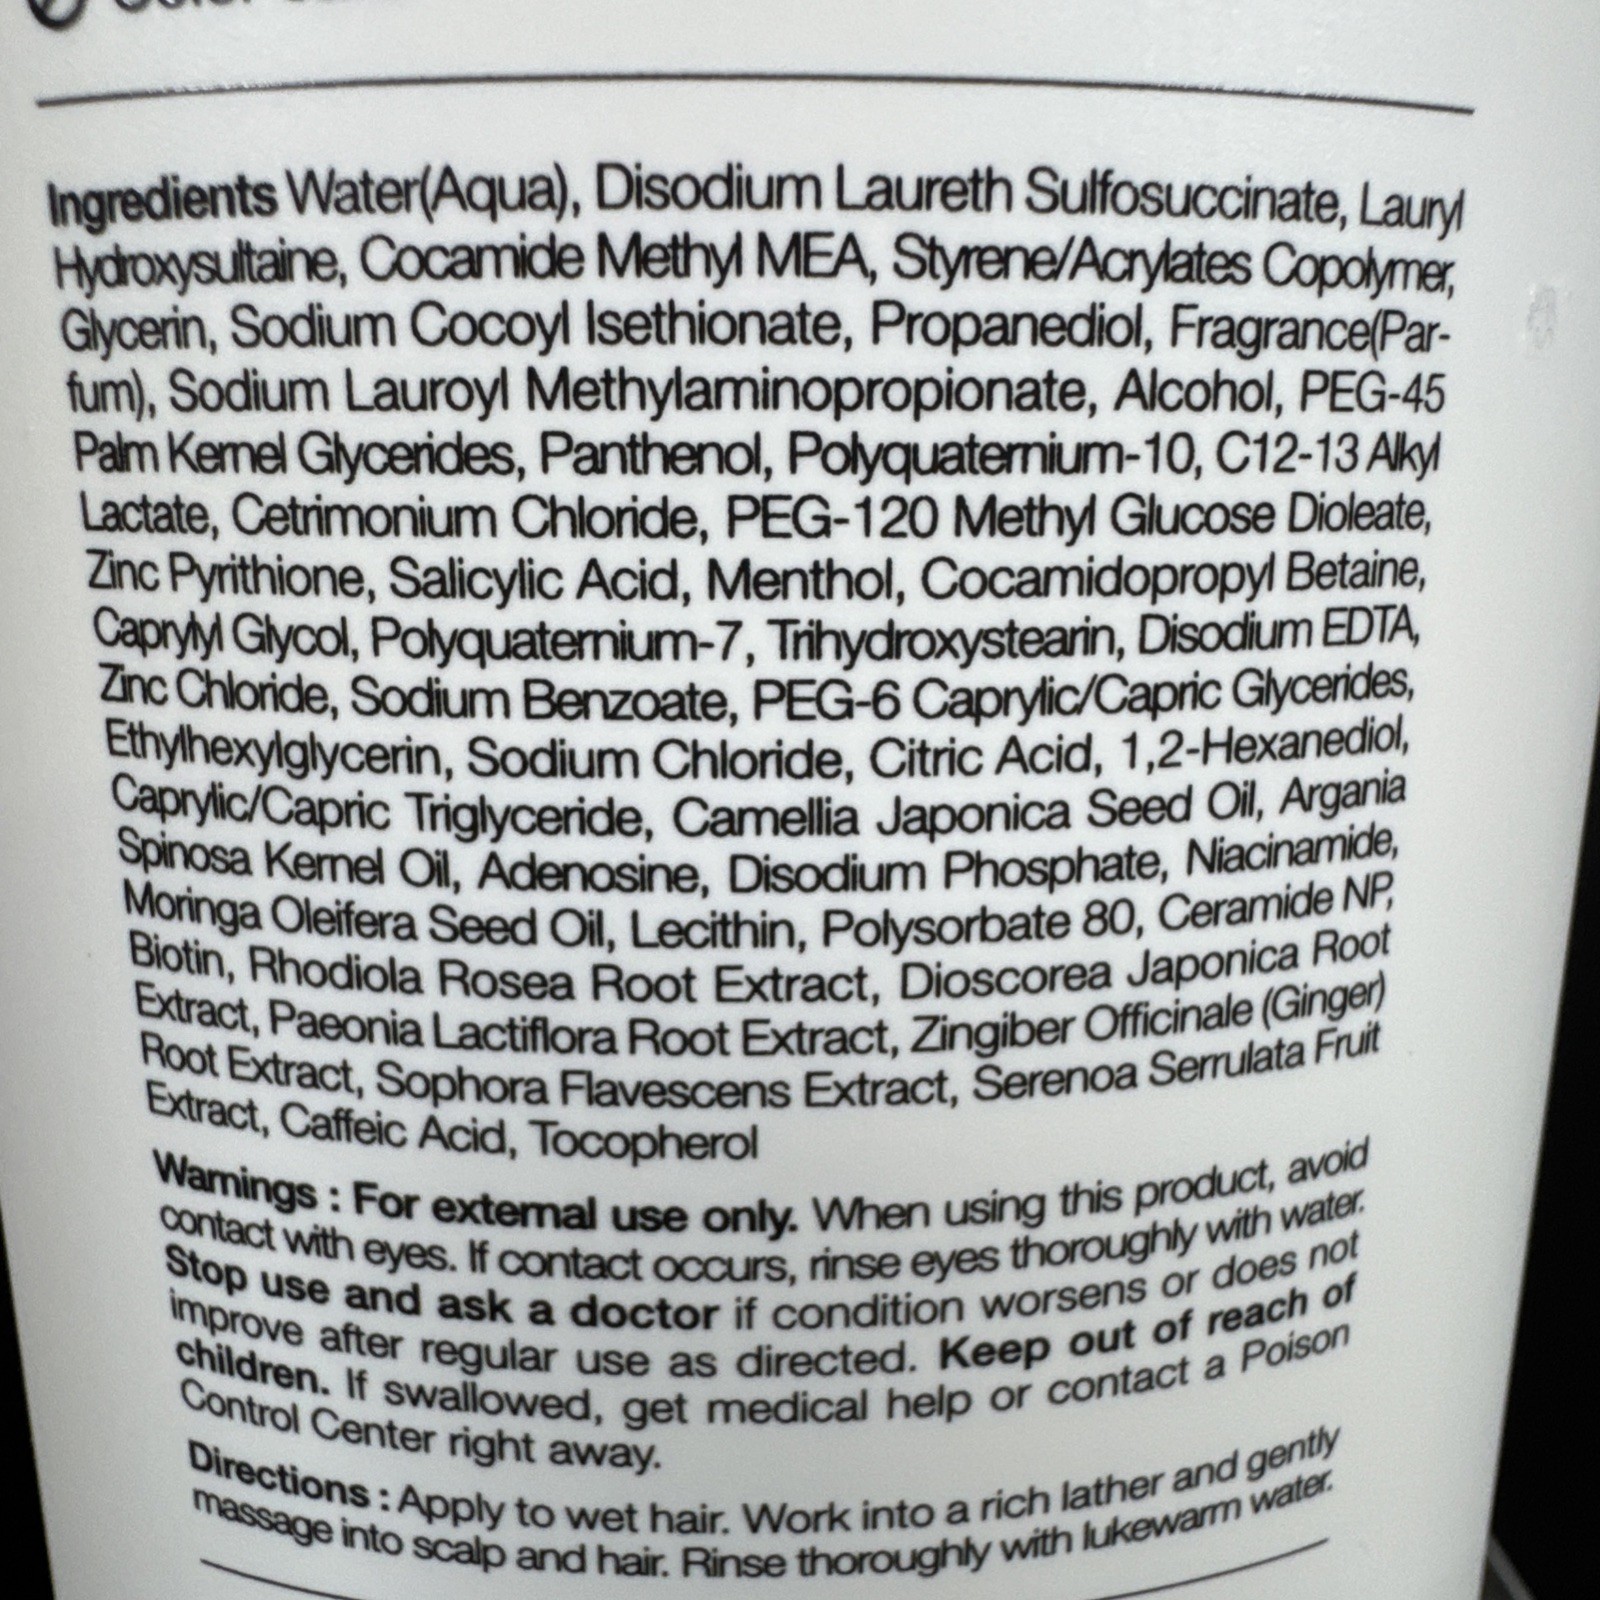 Ingredients Water(Aqua), Disodium Laureth Sulfosuccinate, Lauryl
Hydroxysultaine, Cocamide Methyl MEA, Styrene/Acrylates Copolymer,
Glycerin, Sodium Cocoyl Isethionate, Propanediol, Fragrance(Par-
fum), Sodium Lauroyl Methylaminopropionate, Alcohol, PEG-45
Palm Kernel Glycerides, Panthenol, Polyquaternium-10, C12-13 Alkyl
Lactate, Cetrimonium Chloride, PEG-120 Methyl Glucose Dioleate,
Zinc Pyrithione, Salicylic Acid, Menthol, Cocamidopropyl Betaine,
Caprylyl Glycol, Polyquaternium-7, Trihydroxystearin, Disodium EDTA,
Zinc Chloride, Sodium Benzoate, PEG-6 Caprylic/Capric Glycerides,
Ethylhexylglycerin, Sodium Chloride, Citric Acid, 1,2-Hexanediol,
Caprylic/Capric Triglyceride, Camellia Japonica Seed Oil, Argania
Spinosa Kernel Oil, Adenosine, Disodium Phosphate, Niacinamide,
Moringa Oleifera Seed Oil, Lecithin, Polysorbate 80, Ceramide NP,
Biotin, Rhodiola Rosea Root Extract, Dioscorea Japonica Root
Extract, Paeonia Lactiflora Root Extract, Zingiber Officinale (Ginger)
Root Extract, Sophora Flavescens Extract, Serenoa Serrulata Fruit
Extract, Caffeic Acid, Tocopherol
Warnings : For external use only. When using this product, avoid
contact with eyes. If contact occurs, rinse eyes thoroughly with water.
Stop use and ask a doctor if condition worsens or does not
improve after regular use as directed. Keep out of reach of
children. If swallowed, get medical help or contact a Poison
Control Center right away.
Directions : Apply to wet hair. Work into a rich lather and gently
massage into scalp and hair. Rinse thoroughly with lukewarm water.